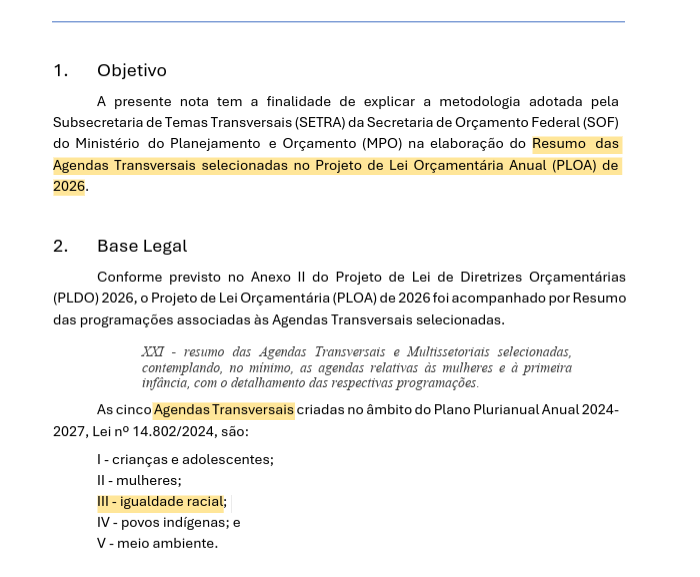 1. Objetivo
A presente nota tem a finalidade de explicar a metodologia adotada pela
Subsecretaria de Temas Transversais (SETRA) da Secretaria de Orçamento Federal (SOF)
do Ministério do Planejamento e Orçamento (MPO) na elaboração do Resumo das
Agendas Transversais selecionadas no Projeto de Lei Orçamentária Anual (PLOA) de
2026.
2. Base Legal
Conforme previsto no Anexo II do Projeto de Lei de Diretrizes Orçamentárias
(PLDO) 2026, o Projeto de Lei Orçamentária (PLOA) de 2026 foi acompanhado por Resumo
das programações associadas às Agendas Transversais selecionadas.
XXI - resumo das Agendas Transversais e Multissetoriais selecionadas,
contemplando, no mínimo, as agendas relativas às mulheres e à primeira
infância, com o detalhamento das respectivas programações.
As cinco Agendas Transversais criadas no âmbito do Plano Plurianual Anual 2024-
2027, Lei nº 14.802/2024, são:
I - crianças e adolescentes;
II - mulheres;
III - igualdade racial;
IV - povos indígenas; e
V - meio ambiente.